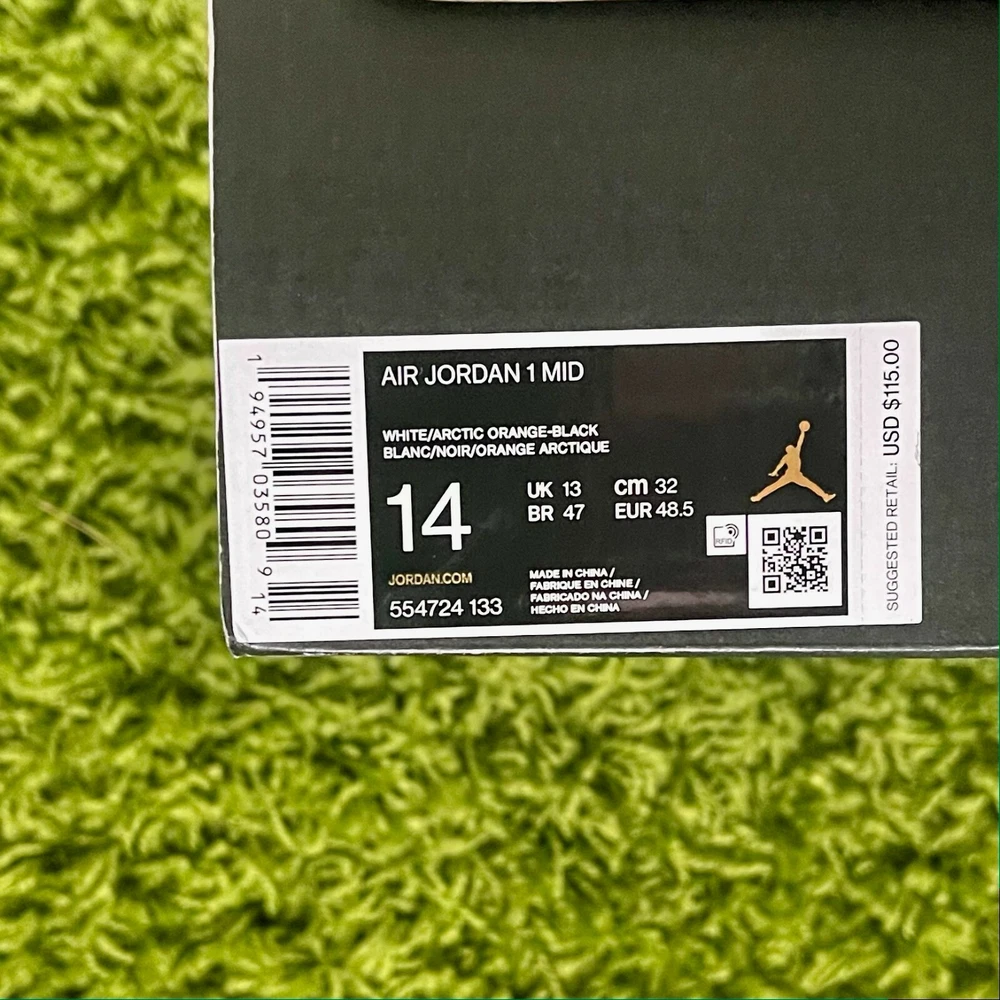 AIR JORDAN 1 MID
WHITE/ARCTIC ORANGE-BLACK
BLANC/NOIR/ORANGE ARCTIQUE
14
UK 13 cm 32
BR 47 EUR 48.5
JORDAN.COM
554724 133
MADE IN CHINA /
FABRIQUE EN CHINE /
FABRICADO NA CHINA /
HECHO EN CHINA
RFID
1 94957 03580 9 14
SUGGESTED RETAIL: USD $115.00